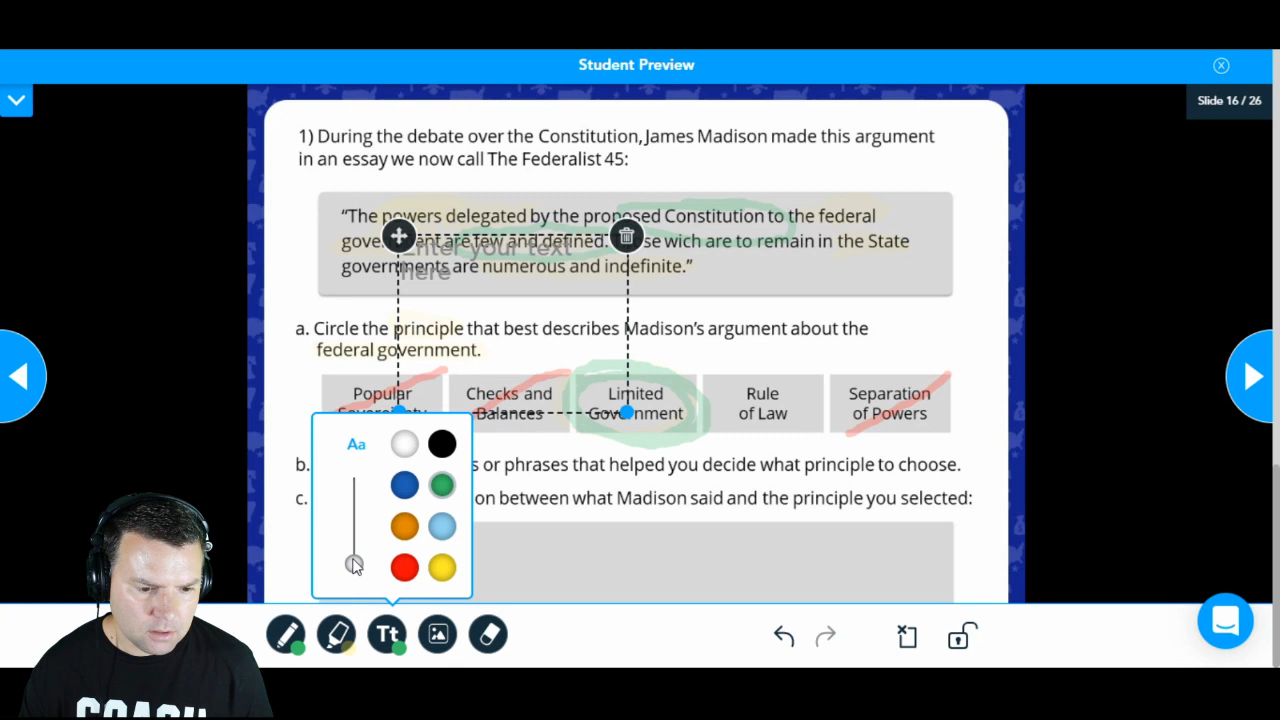 Student Preview
Slide 16 / 26
1) During the debate over the Constitution, James Madison made this argument
in an essay we now call The Federalist 45:
“The powers delegated by the proposed Constitution to the federal
government are few and defined. wich are to remain in the State
governments are numerous and indefinite.”
Enter your text
here
a. Circle the principle that best describes Madison’s argument about the
federal government.
Popular
Sovereignty
Checks and
Balances
Limited
Government
Rule
of Law
Separation
of Powers
b. s or phrases that helped you decide what principle to choose.
c. on between what Madison said and the principle you selected:
Aa
Tt
COACH